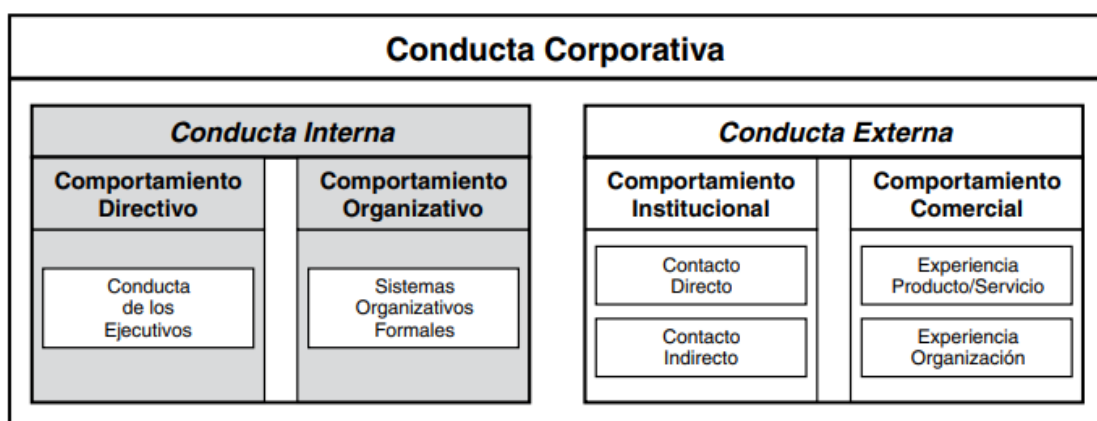 Conducta Corporativa
Conducta Interna
Comportamiento
Directivo
Conducta
de los
Ejecutivos
Comportamiento
Organizativo
Sistemas
Organizativos
Formales
Conducta Externa
Comportamiento
Institucional
Contacto
Directo
Contacto
Indirecto
Comportamiento
Comercial
Experiencia
Producto/Servicio
Experiencia
Organización